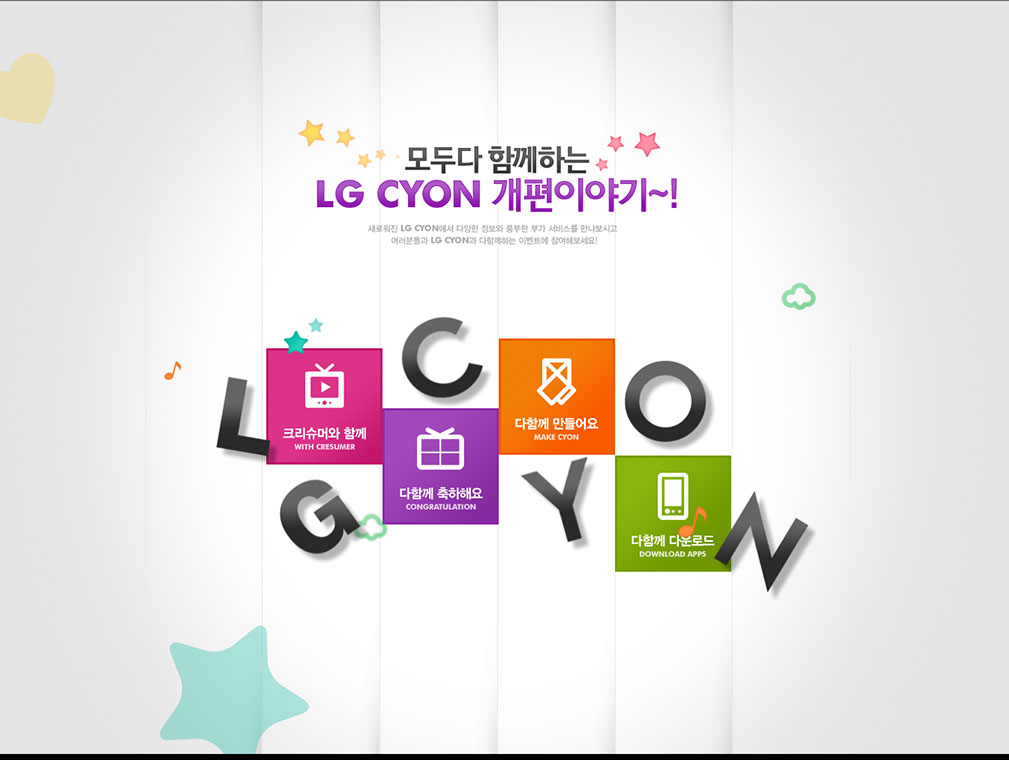 모두다 함께하는
LG CYON 개편이야기~!
새로워진 LG CYON에서 다양한 정보와 풍부한 부가 서비스를 만나보시고
여러분들과 LG CYON과 다함께하는 이벤트에 참여해보세요!
L
C
O
크리슈머와 함께
WITH CRESUMER
다함께 만들어요
MAKE CYON
다함께 축하해요
CONGRATULATION
G
Y
N
다함께 다운로드
DOWNLOAD APPS